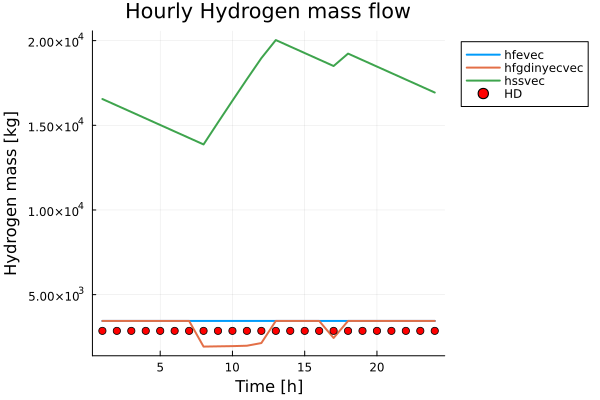 Hourly Hydrogen mass flow
Hydrogen mass [kg]
2.00×10⁴
1.50×10⁴
1.00×10⁴
5.00×10³
5 10 15 20
Time [h]
hfevec
hfgdinyecvec
hssvec
HD